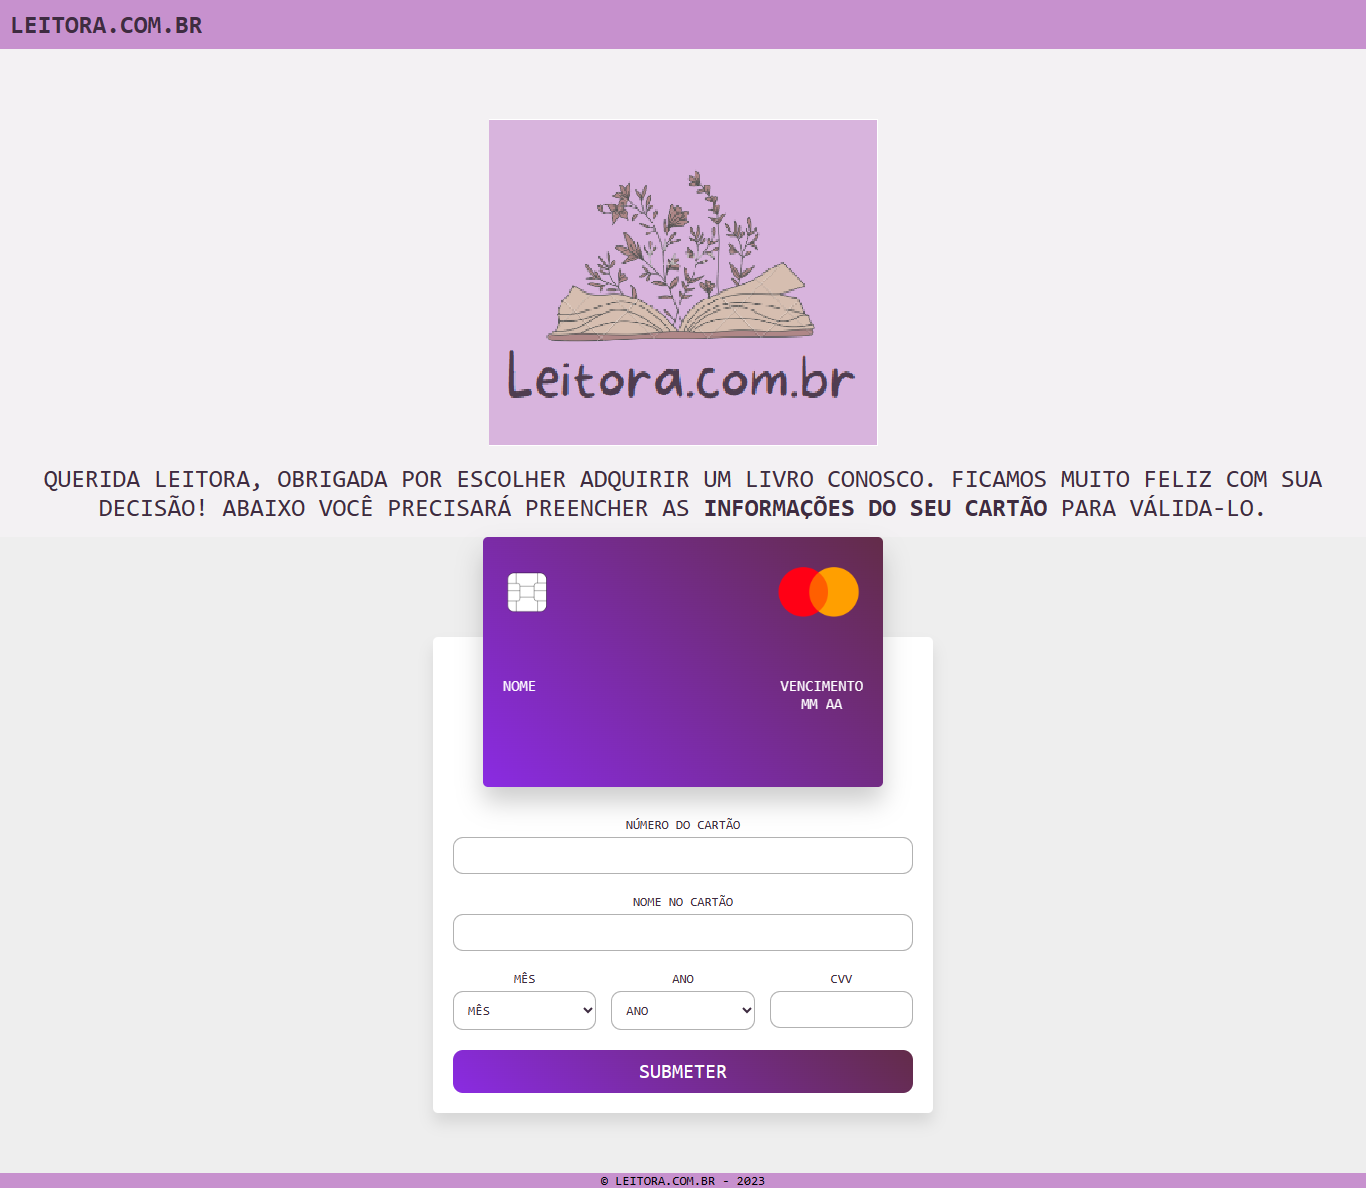 LEITORA.COM.BR
Leitora.com.br
QUERIDA LEITORA, OBRIGADA POR ESCOLHER ADQUIRIR UM LIVRO CONOSCO. FICAMOS MUITO FELIZ COM SUA
DECISÃO! ABAIXO VOCÊ PRECISARÁ PREENCHER AS INFORMAÇÕES DO SEU CARTÃO PARA VÁLIDA-LO.
NOME VENCIMENTO
MM AA
NÚMERO DO CARTÃO
NOME NO CARTÃO
MÊS ANO CVV
MÊS ANO
SUBMETER
© LEITORA.COM.BR - 2023